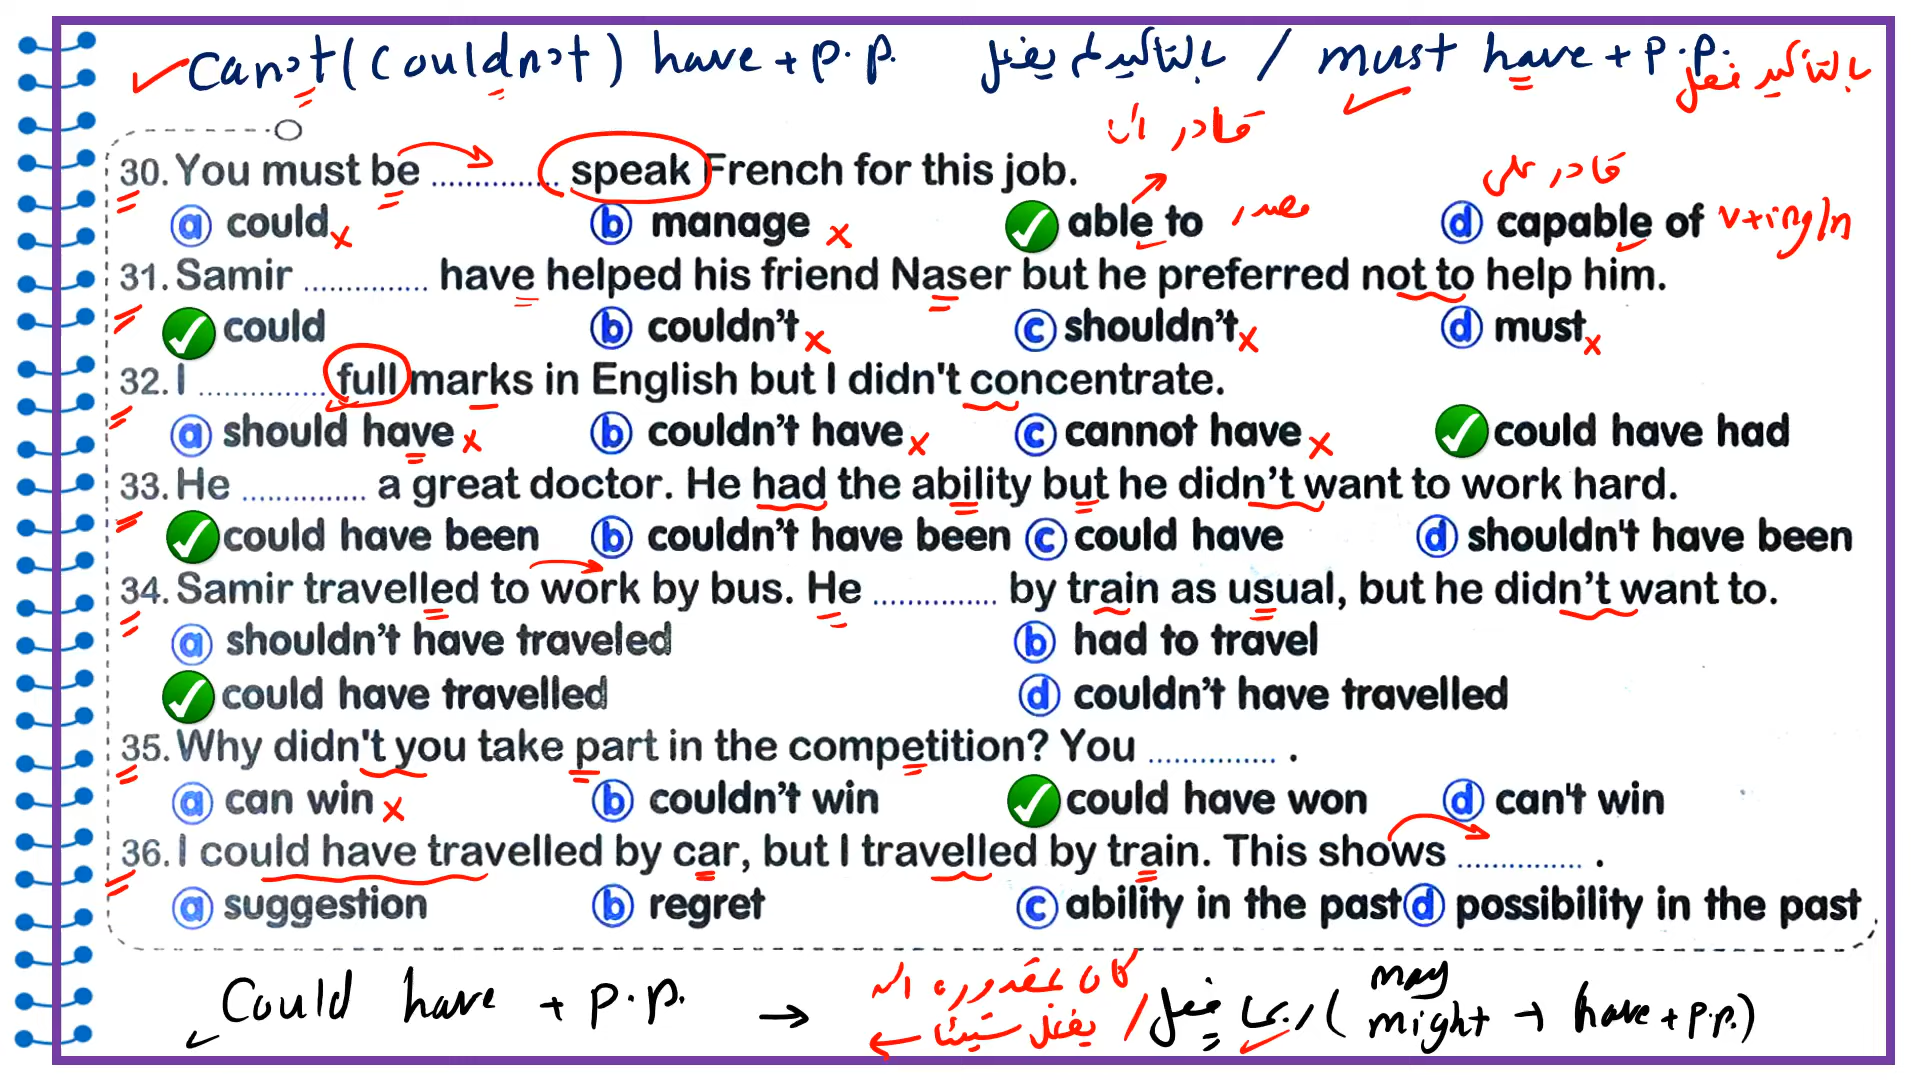 Cannot (Couldnot) have + p.p. بالتأكيد لم يفعل / must have + p.p. بالتأكيد فعل
قادر ان
30. You must be .............. speak French for this job.
قادر على
a could x b manage x able to مصدر d capable of v+ing/n
31. Samir .............. have helped his friend Naser but he preferred not to help him.
could b couldn't x c shouldn't x d must x
32. I .............. full marks in English but I didn't concentrate.
a should have x b couldn't have x c cannot have x could have had
33. He .............. a great doctor. He had the ability but he didn't want to work hard.
could have been b couldn't have been c could have d shouldn't have been
34. Samir travelled to work by bus. He .............. by train as usual, but he didn't want to.
a shouldn't have traveled b had to travel
could have travelled d couldn't have travelled
35. Why didn't you take part in the competition? You .............. .
a can win x b couldn't win could have won d can't win
36. I could have travelled by car, but I travelled by train. This shows .............. .
a suggestion b regret c ability in the past d possibility in the past
Could have + p.p. → كان بمقدوره ان يفعل شيئا / ربما فعل ( may might → have + p.p.)